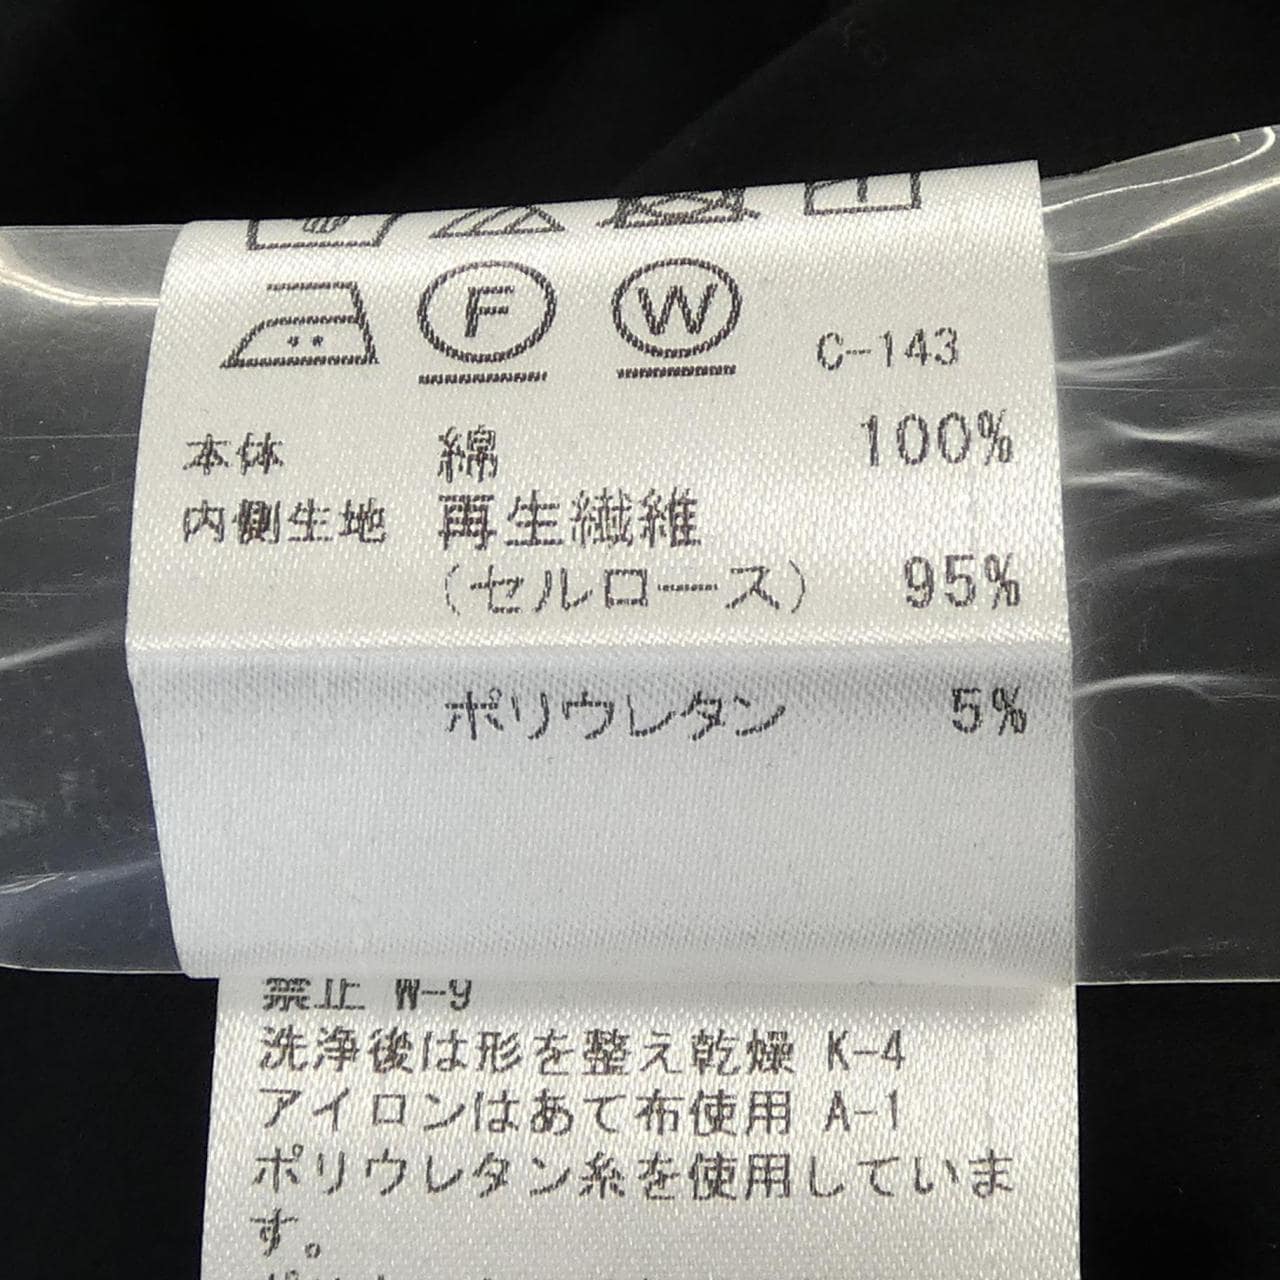 F W C-143
本体 綿 100%
内側生地 再生繊維
(セルロース) 95%
ポリウレタン 5%
禁止 W-9
洗浄後は形を整え乾燥 K-4
アイロンはあて布使用 A-1
ポリウレタン糸を使用していま
す。